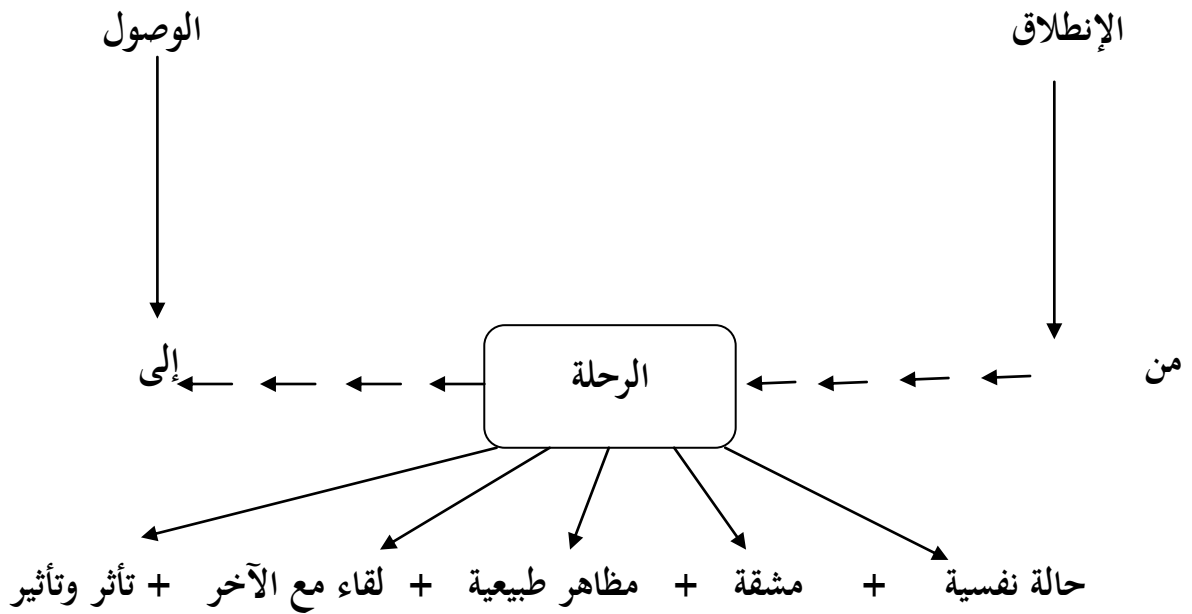 الإنطلاق الوصول
من الرحلة إلى
حالة نفسية + مشقة + مظاهر طبيعية + لقاء مع الآخر + تأثر وتأثير